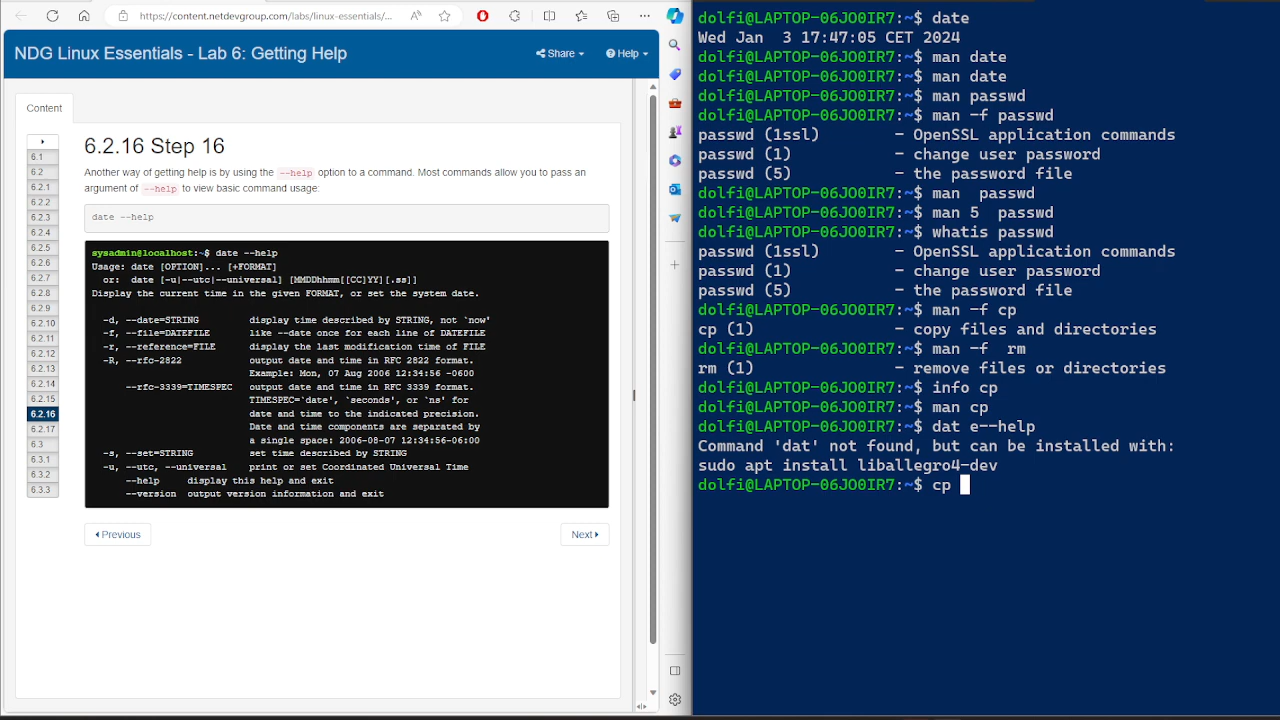 https://content.netdevgroup.com/labs/linux-essentials/...
NDG Linux Essentials - Lab 6: Getting Help
Share
Help
Content
6.1
6.2
6.2.1
6.2.2
6.2.3
6.2.4
6.2.5
6.2.6
6.2.7
6.2.8
6.2.9
6.2.10
6.2.11
6.2.12
6.2.13
6.2.14
6.2.15
6.2.16
6.2.17
6.3
6.3.1
6.3.2
6.3.3
6.2.16 Step 16
Another way of getting help is by using the --help option to a command. Most commands allow you to pass an
argument of --help to view basic command usage:
date --help
sysadmin@localhost:~$ date --help
Usage: date [OPTION]... [+FORMAT]
or: date [-u|--utc|--universal] [MMDDhhmm[[CC]YY][.ss]]
Display the current time in the given FORMAT, or set the system date.
-d, --date=STRING display time described by STRING, not `now'
-f, --file=DATEFILE like --date once for each line of DATEFILE
-r, --reference=FILE display the last modification time of FILE
-R, --rfc-2822 output date and time in RFC 2822 format.
Example: Mon, 07 Aug 2006 12:34:56 -0600
--rfc-3339=TIMESPEC output date and time in RFC 3339 format.
TIMESPEC=`date', `seconds', or `ns' for
date and time to the indicated precision.
Date and time components are separated by
a single space: 2006-08-07 12:34:56-06:00
-s, --set=STRING set time described by STRING
-u, --utc, --universal print or set Coordinated Universal Time
--help display this help and exit
--version output version information and exit
Previous
Next
dolfi@LAPTOP-06JO0IR7:~$ date
Wed Jan  3 17:47:05 CET 2024
dolfi@LAPTOP-06JO0IR7:~$ man date
dolfi@LAPTOP-06JO0IR7:~$ man date
dolfi@LAPTOP-06JO0IR7:~$ man passwd
dolfi@LAPTOP-06JO0IR7:~$ man -f passwd
passwd (1ssl) - OpenSSL application commands
passwd (1) - change user password
passwd (5) - the password file
dolfi@LAPTOP-06JO0IR7:~$ man  passwd
dolfi@LAPTOP-06JO0IR7:~$ man 5  passwd
dolfi@LAPTOP-06JO0IR7:~$ whatis passwd
passwd (1ssl) - OpenSSL application commands
passwd (1) - change user password
passwd (5) - the password file
dolfi@LAPTOP-06JO0IR7:~$ man -f cp
cp (1) - copy files and directories
dolfi@LAPTOP-06JO0IR7:~$ man -f  rm
rm (1) - remove files or directories
dolfi@LAPTOP-06JO0IR7:~$ info cp
dolfi@LAPTOP-06JO0IR7:~$ man cp
dolfi@LAPTOP-06JO0IR7:~$ dat e--help
Command 'dat' not found, but can be installed with:
sudo apt install liballegro4-dev
dolfi@LAPTOP-06JO0IR7:~$ cp